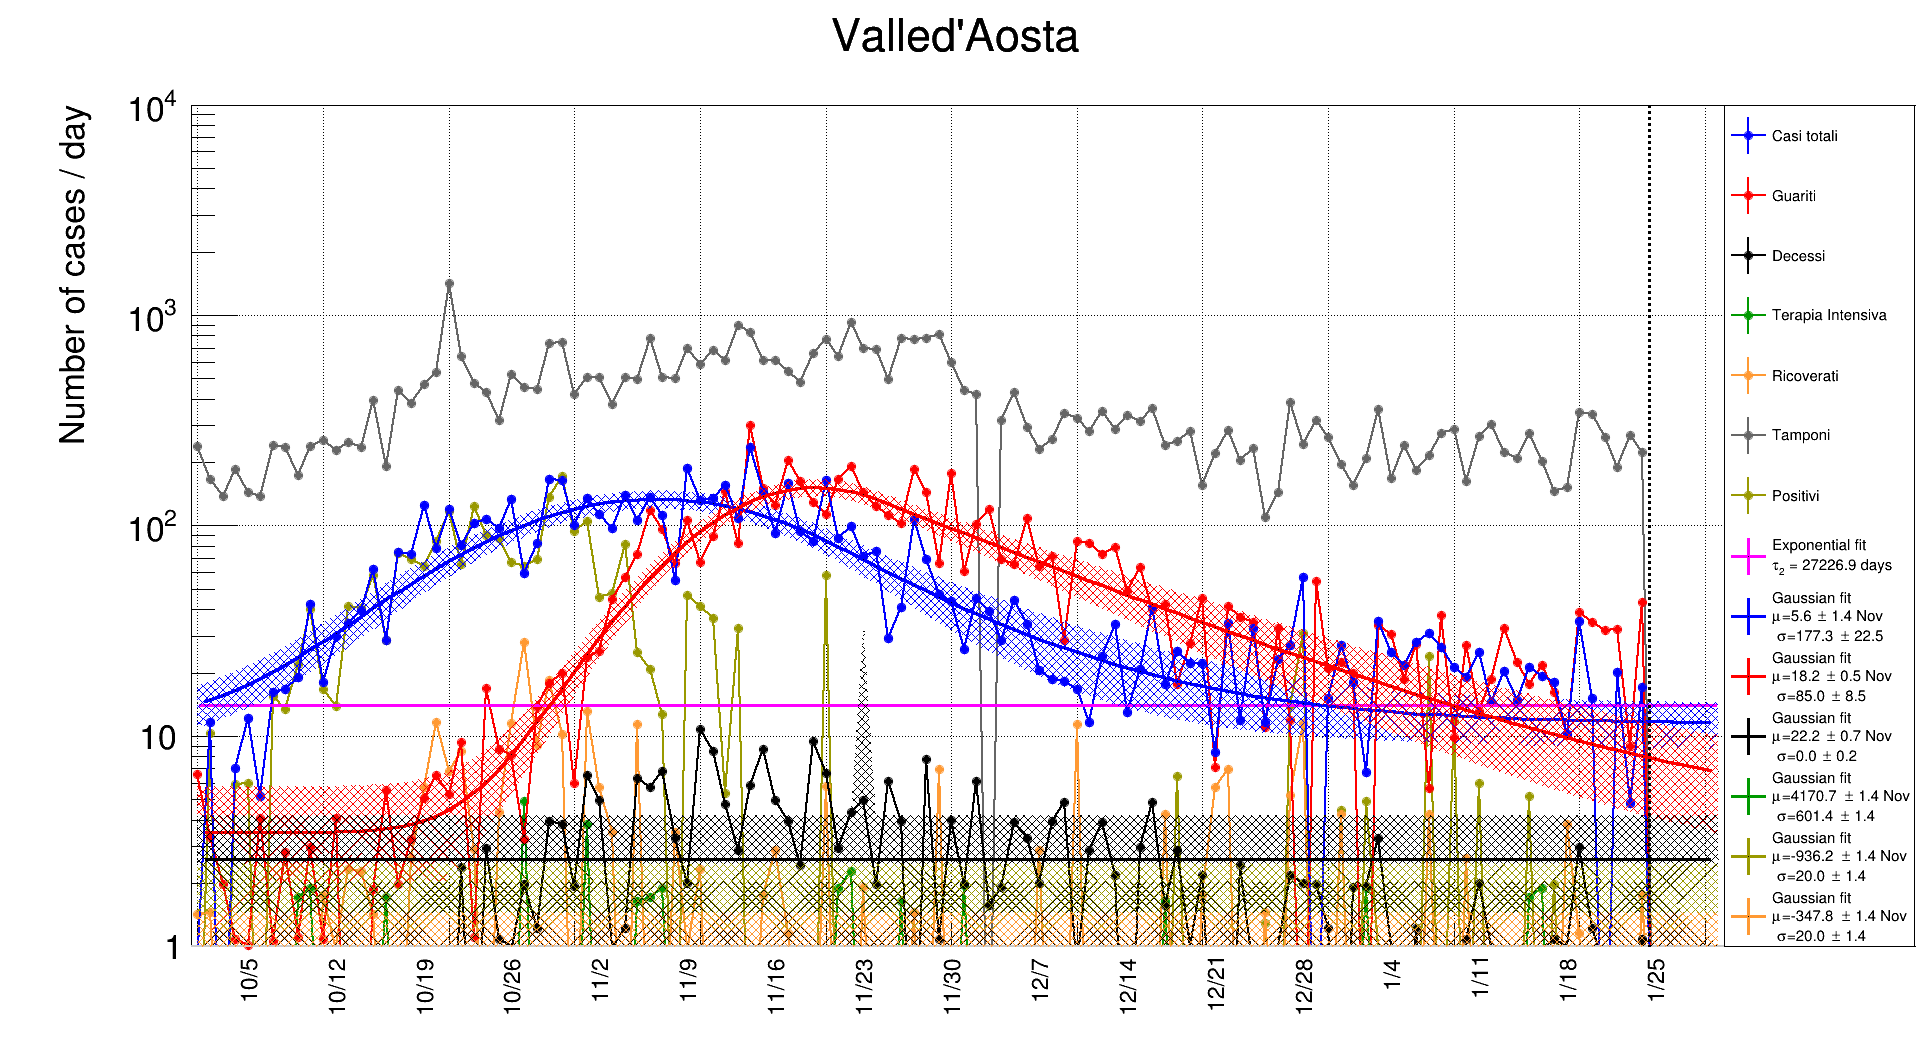 Valled'Aosta
Number of cases / day
10⁴
10³
10²
10
1
10/5
10/12
10/19
10/26
11/2
11/9
11/16
11/23
11/30
12/7
12/14
12/21
12/28
1/4
1/11
1/18
1/25
Casi totali
Guariti
Decessi
Terapia Intensiva
Ricoverati
Tamponi
Positivi
Exponential fit
τ₂ = 27226.9 days
Gaussian fit
μ=5.6 ± 1.4 Nov
σ=177.3 ± 22.5
Gaussian fit
μ=18.2 ± 0.5 Nov
σ=85.0 ± 8.5
Gaussian fit
μ=22.2 ± 0.7 Nov
σ=0.0 ± 0.2
Gaussian fit
μ=4170.7 ± 1.4 Nov
σ=601.4 ± 1.4
Gaussian fit
μ=-936.2 ± 1.4 Nov
σ=20.0 ± 1.4
Gaussian fit
μ=-347.8 ± 1.4 Nov
σ=20.0 ± 1.4